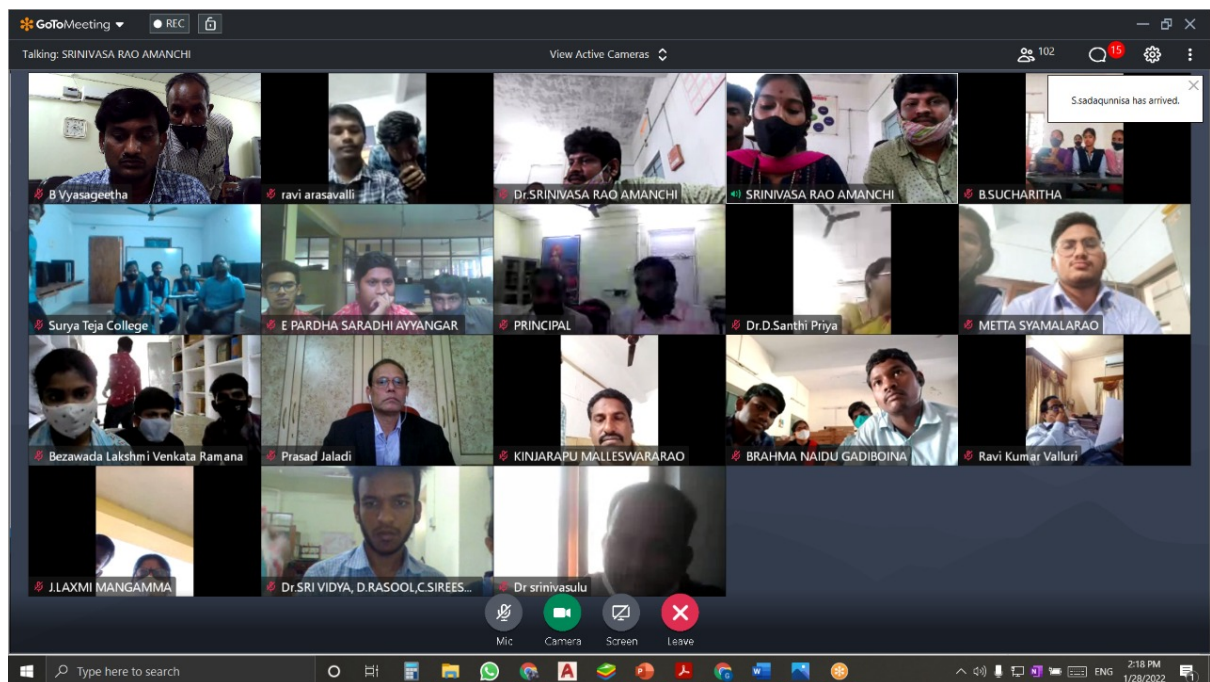 GoToMeeting
REC
Talking: SRINIVASA RAO AMANCHI
View Active Cameras
102
15
S.sadaqunnisa has arrived.
B Vyasageetha
ravi arasavalli
Dr.SRINIVASA RAO AMANCHI
SRINIVASA RAO AMANCHI
B.SUCHARITHA
Surya Teja College
E PARDHA SARADHI AYYANGAR
PRINCIPAL
Dr.D.Santhi Priya
METTA SYAMALARAO
Bezawada Lakshmi Venkata Ramana
Prasad Jaladi
KINJARAPU MALLESWARARAO
BRAHMA NAIDU GADIBOINA
Ravi Kumar Valluri
J.LAXMI MANGAMMA
Dr.SRI VIDYA, D.RASOOL,C.SIREES...
Dr srinivasulu
Mic
Camera
Screen
Leave
Type here to search
ENG
2:18 PM
1/28/2022
1